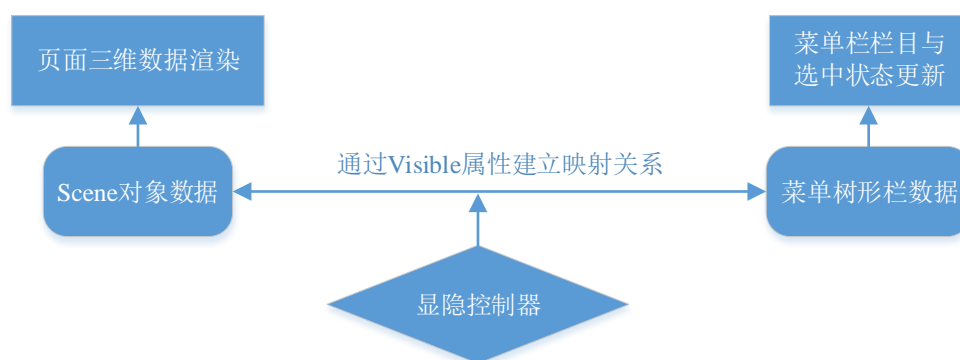 页面三维数据渲染
菜单栏栏目与
选中状态更新
通过Visible属性建立映射关系
Scene对象数据
菜单树形栏数据
显隐控制器